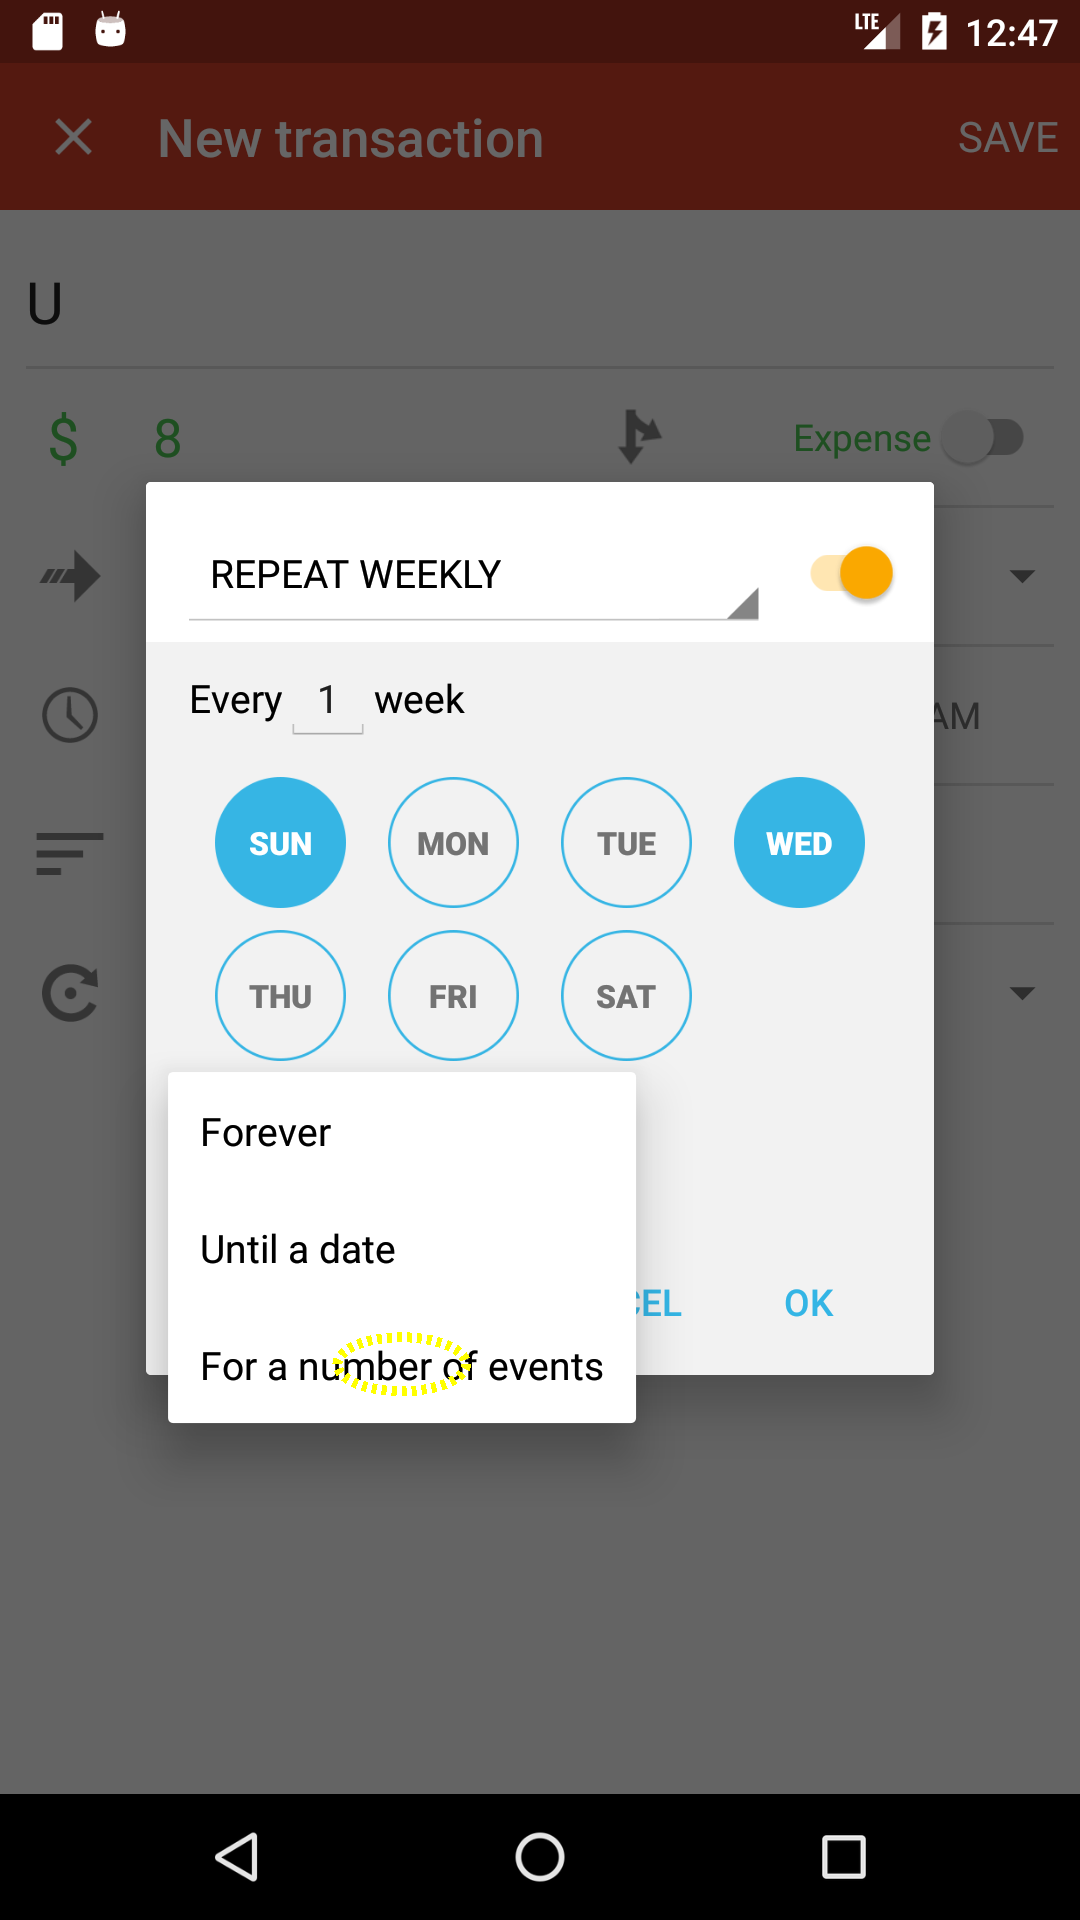 LTE 12:47
New transaction SAVE
U
$ 8 Expense
REPEAT WEEKLY
AM
Every 1 week
SUN MON TUE WED
THU FRI SAT
Forever
Until a date
CEL OK
For a number of events